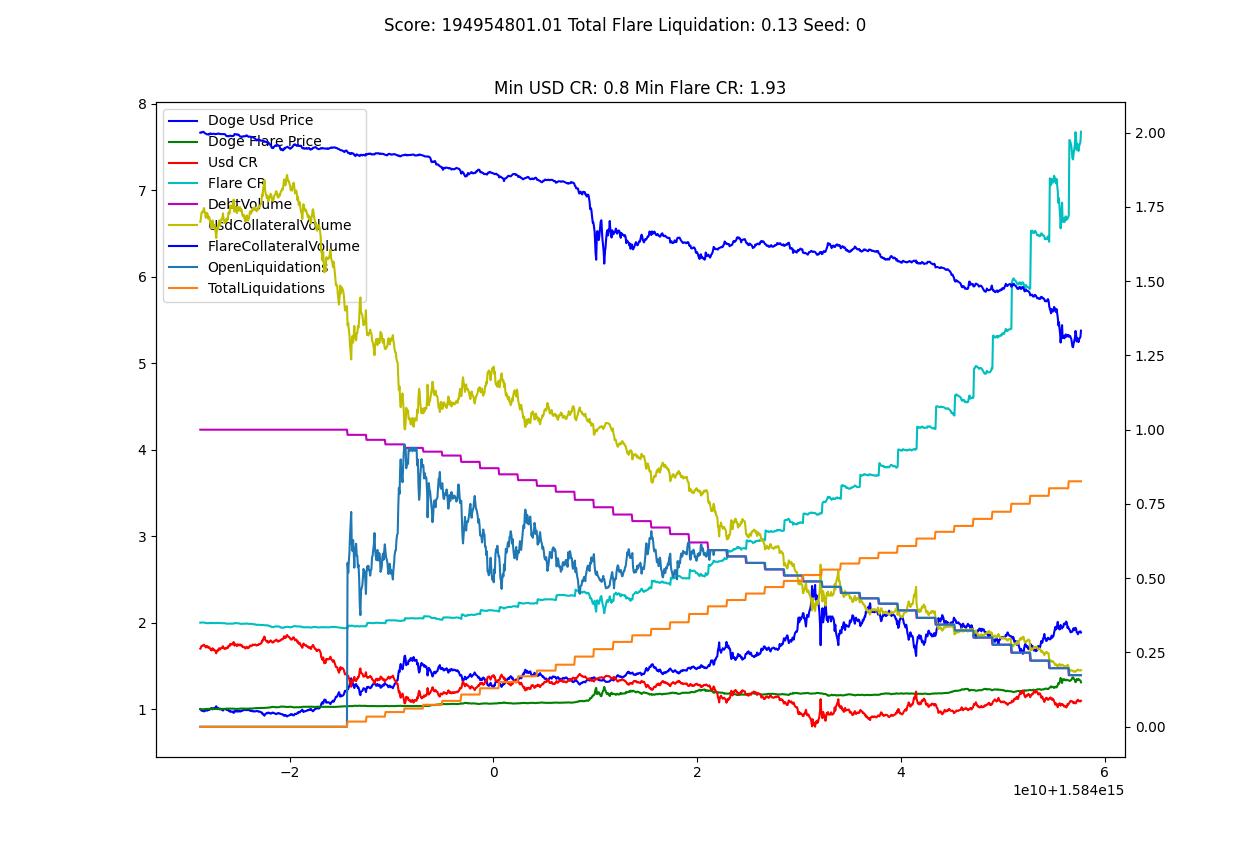 Score: 194954801.01 Total Flare Liquidation: 0.13 Seed: 0
Min USD CR: 0.8 Min Flare CR: 1.93
Doge Usd Price
Doge Flare Price
Usd CR
Flare CR
DebtVolume
UsdCollateralVolume
FlareCollateralVolume
OpenLiquidations
TotalLiquidations
8
7
6
5
4
3
2
1
2.00
1.75
1.50
1.25
1.00
0.75
0.50
0.25
0.00
−2
0
2
4
6
1e10+1.584e15